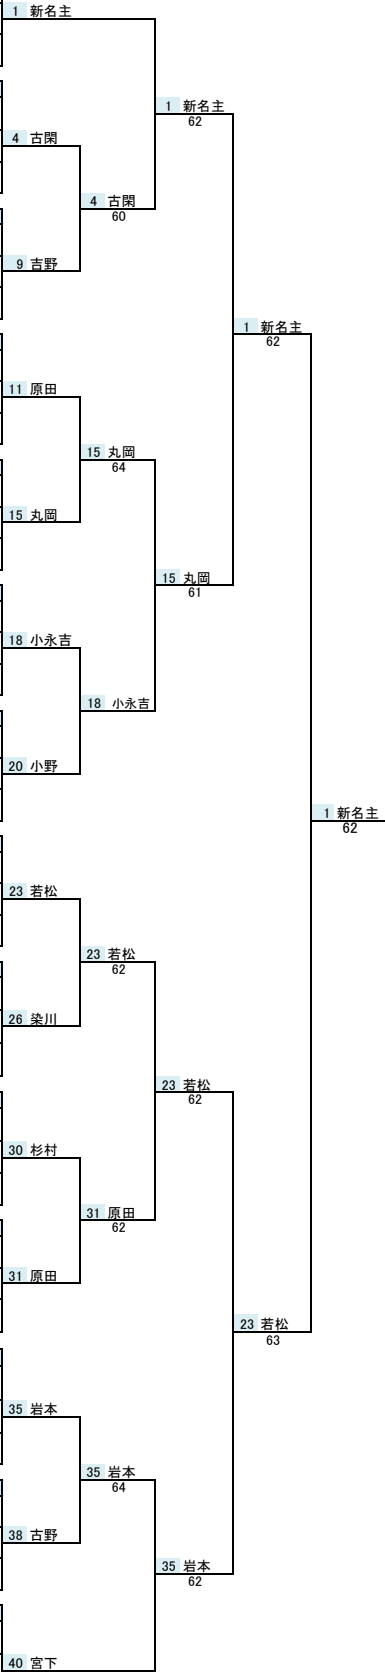 1 新名主
1 新名主
62
4 古閑
4 古閑
60
9 吉野
1 新名主
62
11 原田
15 丸岡
64
15 丸岡
15 丸岡
61
18 小永吉
18 小永吉
20 小野
1 新名主
62
23 若松
23 若松
62
26 染川
23 若松
62
30 杉村
31 原田
62
31 原田
23 若松
63
35 岩本
35 岩本
64
38 古野
35 岩本
62
40 宮下